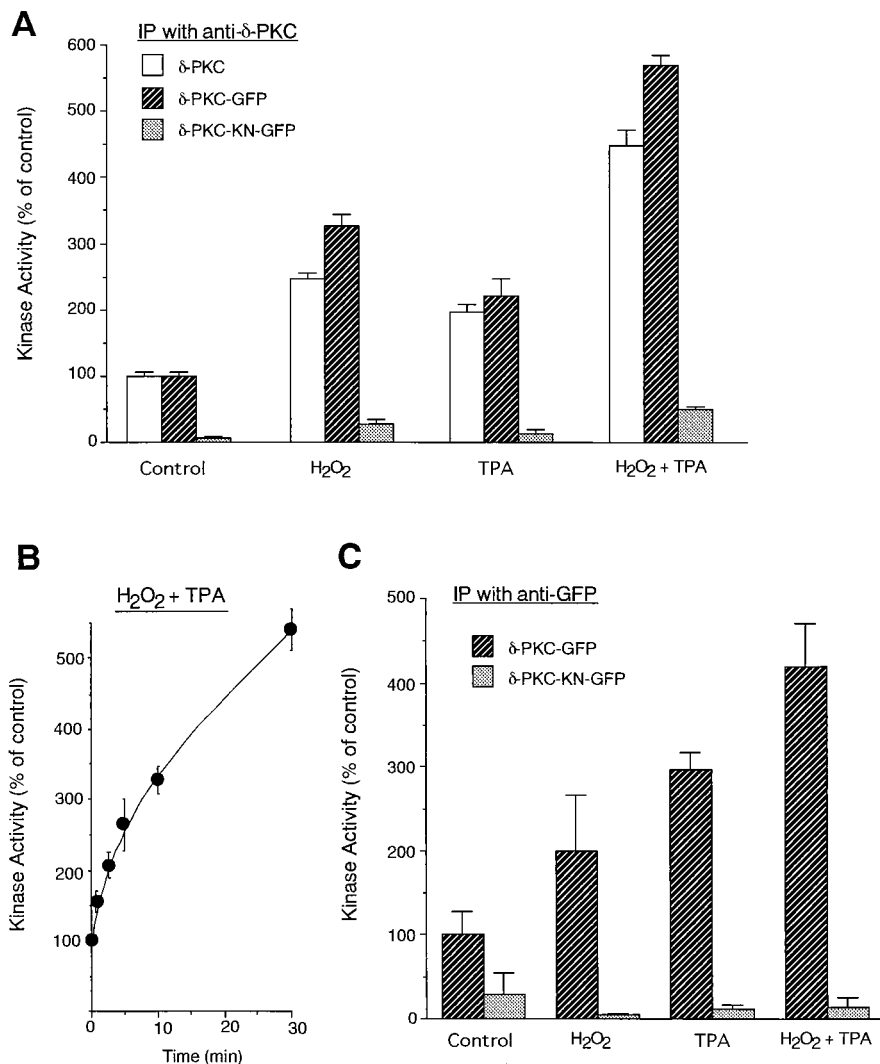 A
IP with anti-δ-PKC
δ-PKC
δ-PKC-GFP
δ-PKC-KN-GFP
Kinase Activity (% of control)
600
500
400
300
200
100
0
Control
H₂O₂
TPA
H₂O₂ + TPA
B
H₂O₂ + TPA
Kinase Activity (% of control)
500
400
300
200
100
0
10
20
30
Time (min)
C
IP with anti-GFP
δ-PKC-GFP
δ-PKC-KN-GFP
Kinase Activity (% of control)
500
400
300
200
100
0
Control
H₂O₂
TPA
H₂O₂ + TPA